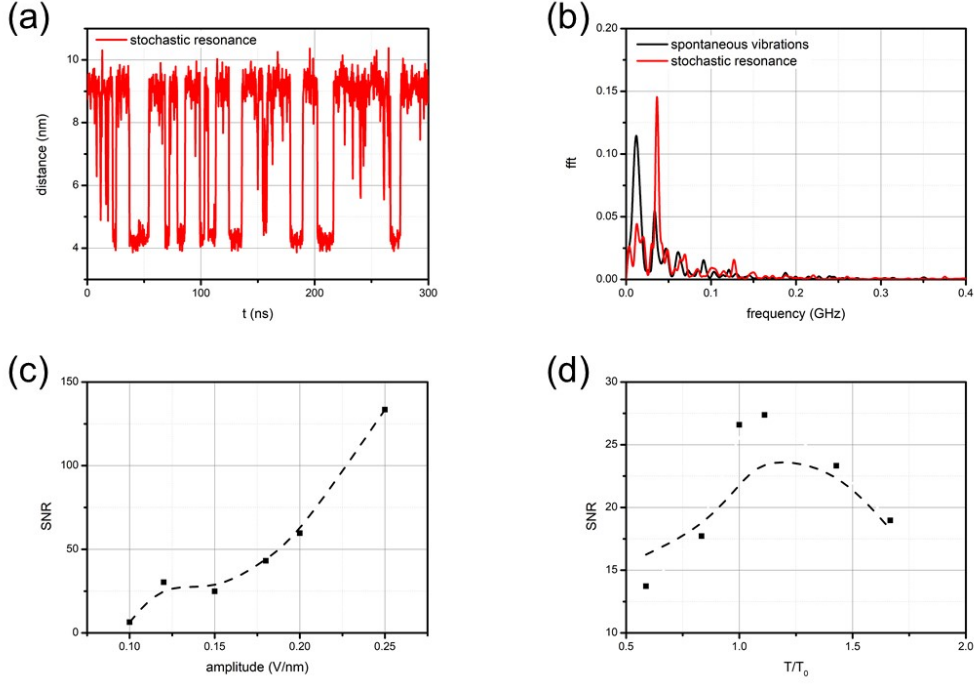 (a)
stochastic resonance
10
8
6
4
distance (nm)
0
100
200
300
t (ns)
(b)
spontaneous vibrations
stochastic resonance
0.20
0.15
0.10
0.05
0.00
fft
0.0
0.1
0.2
0.3
0.4
frequency (GHz)
(c)
150
100
50
0
SNR
0.10
0.15
0.20
0.25
amplitude (V/nm)
(d)
30
25
20
15
10
SNR
0.5
1.0
1.5
2.0
T/T₀